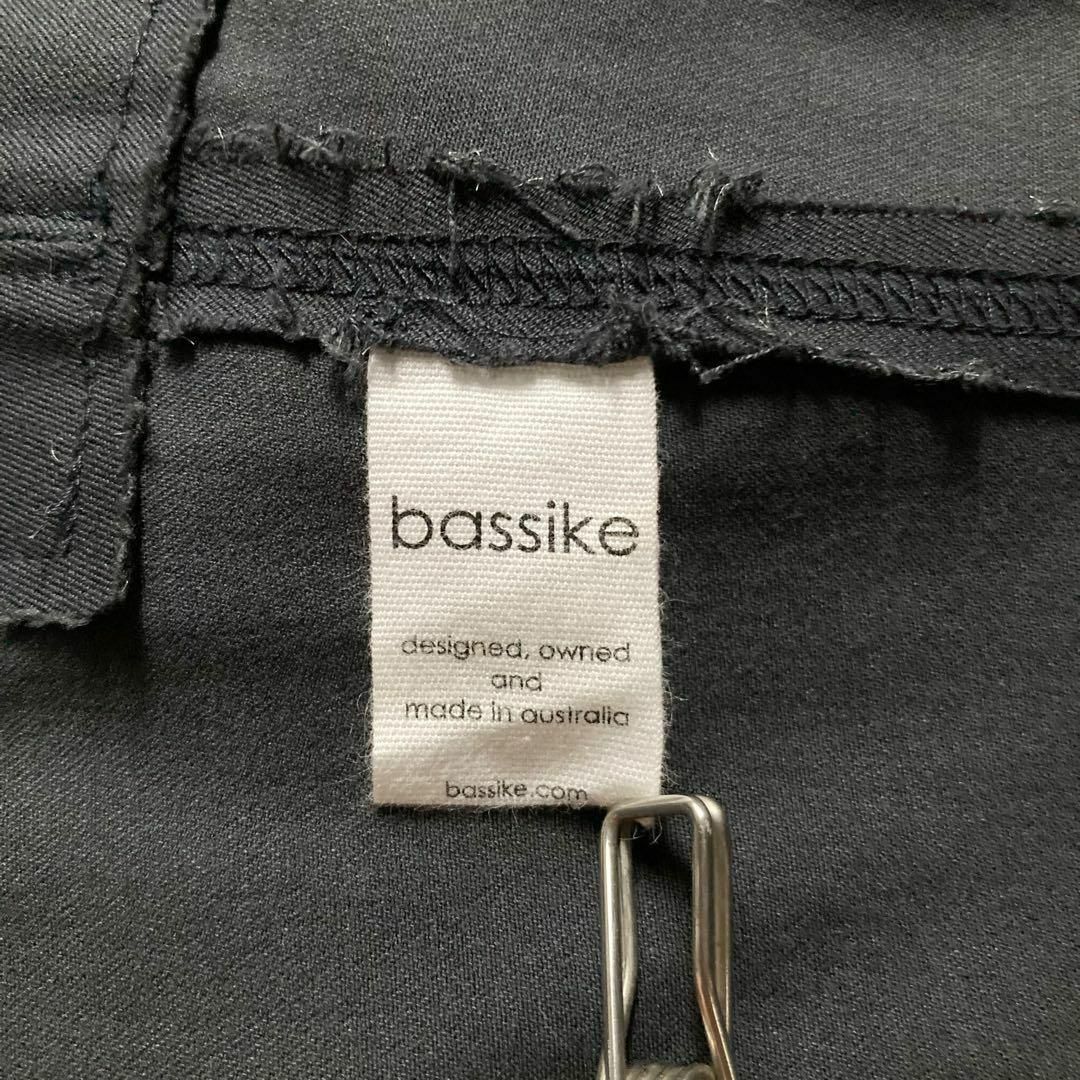 bassike
designed, owned
and
made in australia
bassike.com